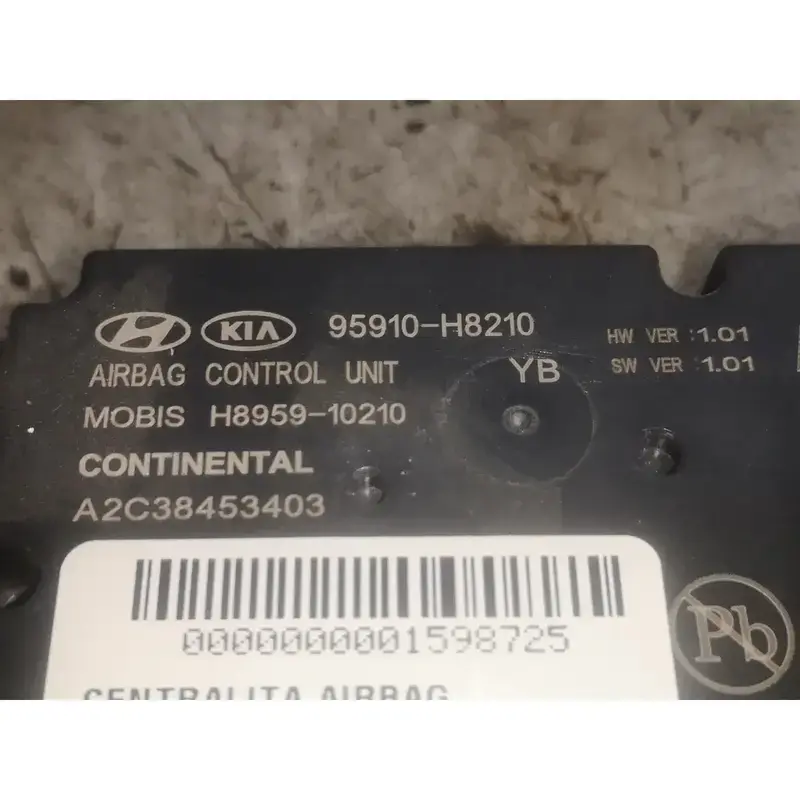 KIA 95910-H8210
HW VER :1.01
AIRBAG CONTROL UNIT YB
SW VER :1.01
MOBIS H8959-10210
CONTINENTAL
A2C38453403
0000000001598725
CENTRALITA AIRBAG
Pb